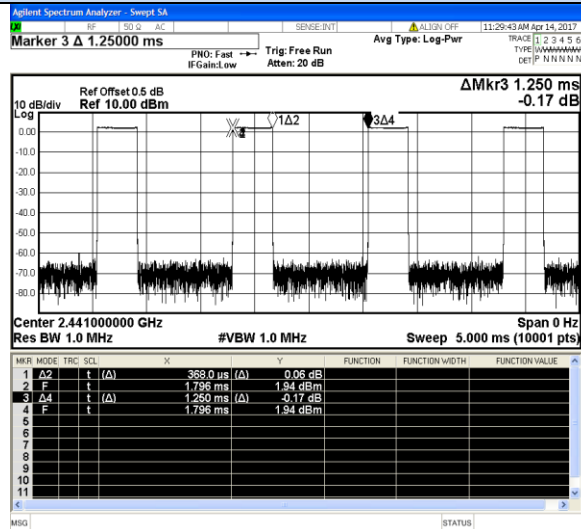 Agilent Spectrum Analyzer - Swept SA
RF 50 Ω AC SENSE:INT ALIGN OFF 11:29:43 AM Apr 14, 2017
Marker 3 Δ 1.25000 ms
PNO: Fast
IFGain:Low
Trig: Free Run
Atten: 20 dB
Avg Type: Log-Pwr
TRACE 1 2 3 4 5 6
TYPE WWWWWW
DET P N N N N N
ΔMkr3 1.250 ms
-0.17 dB
Ref Offset 0.5 dB
10 dB/div Ref 10.00 dBm
Log
0.00
-10.0
-20.0
-30.0
-40.0
-50.0
-60.0
-70.0
-80.0
1Δ2
3Δ4
Center 2.441000000 GHz Span 0 Hz
Res BW 1.0 MHz #VBW 1.0 MHz Sweep 5.000 ms (10001 pts)
MKR MODE TRC SCL X Y FUNCTION FUNCTION WIDTH FUNCTION VALUE
1 Δ2 t (Δ) 368.0 µs (Δ) 0.06 dB
2 F t 1.796 ms 1.94 dBm
3 Δ4 t (Δ) 1.250 ms (Δ) -0.17 dB
4 F t 1.796 ms 1.94 dBm
5
6
7
8
9
10
11
MSG STATUS